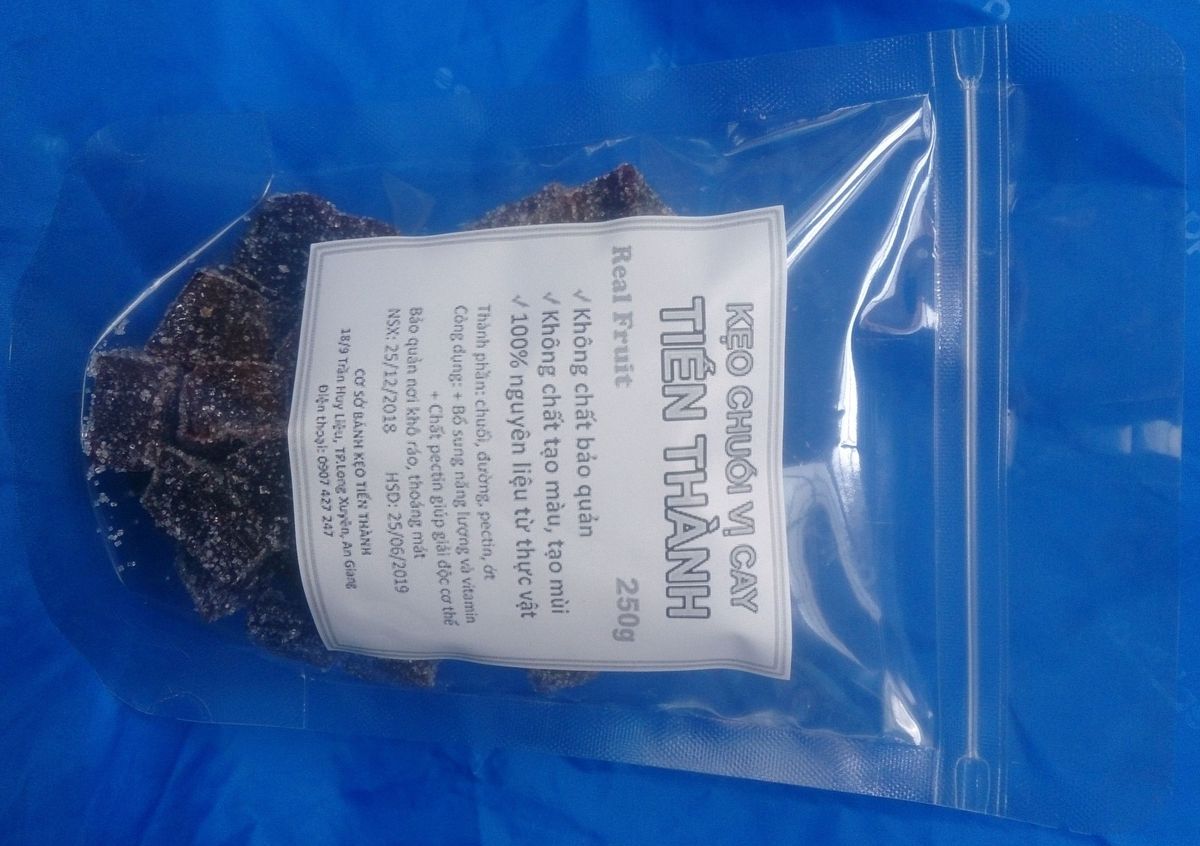 KẸO CHUỐI VỊ CAY
TIẾN THÀNH
Real Fruit 250g
✓ Không chất bảo quản
✓ Không chất tạo màu, tạo mùi
✓ 100% nguyên liệu từ thực vật
Thành phần: chuối, đường, pectin, ớt
Công dụng: + Bổ sung năng lượng và vitamin
+ Chất pectin giúp giải độc cơ thể
Bảo quản nơi khô ráo, thoáng mát
NSX: 25/12/2018 HSD: 25/06/2019
CƠ SỞ BÁNH KẸO TIẾN THÀNH
18/9 Trần Huy Liệu, TP.Long Xuyên, An Giang
Điện thoại: 0907 427 247